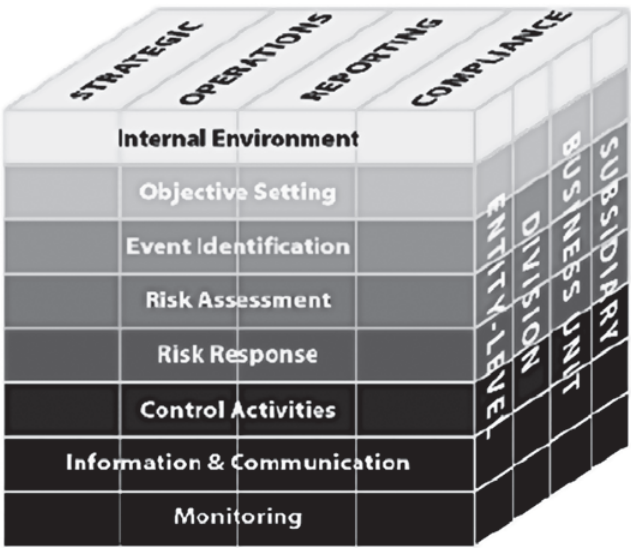 STRATEGIC
OPERATIONS
REPORTING
COMPLIANCE
Internal Environment
Objective Setting
Event Identification
Risk Assessment
Risk Response
Control Activities
Information & Communication
Monitoring
ENTITY-LEVEL
DIVISION
BUSINESS UNIT
SUBSIDIARY